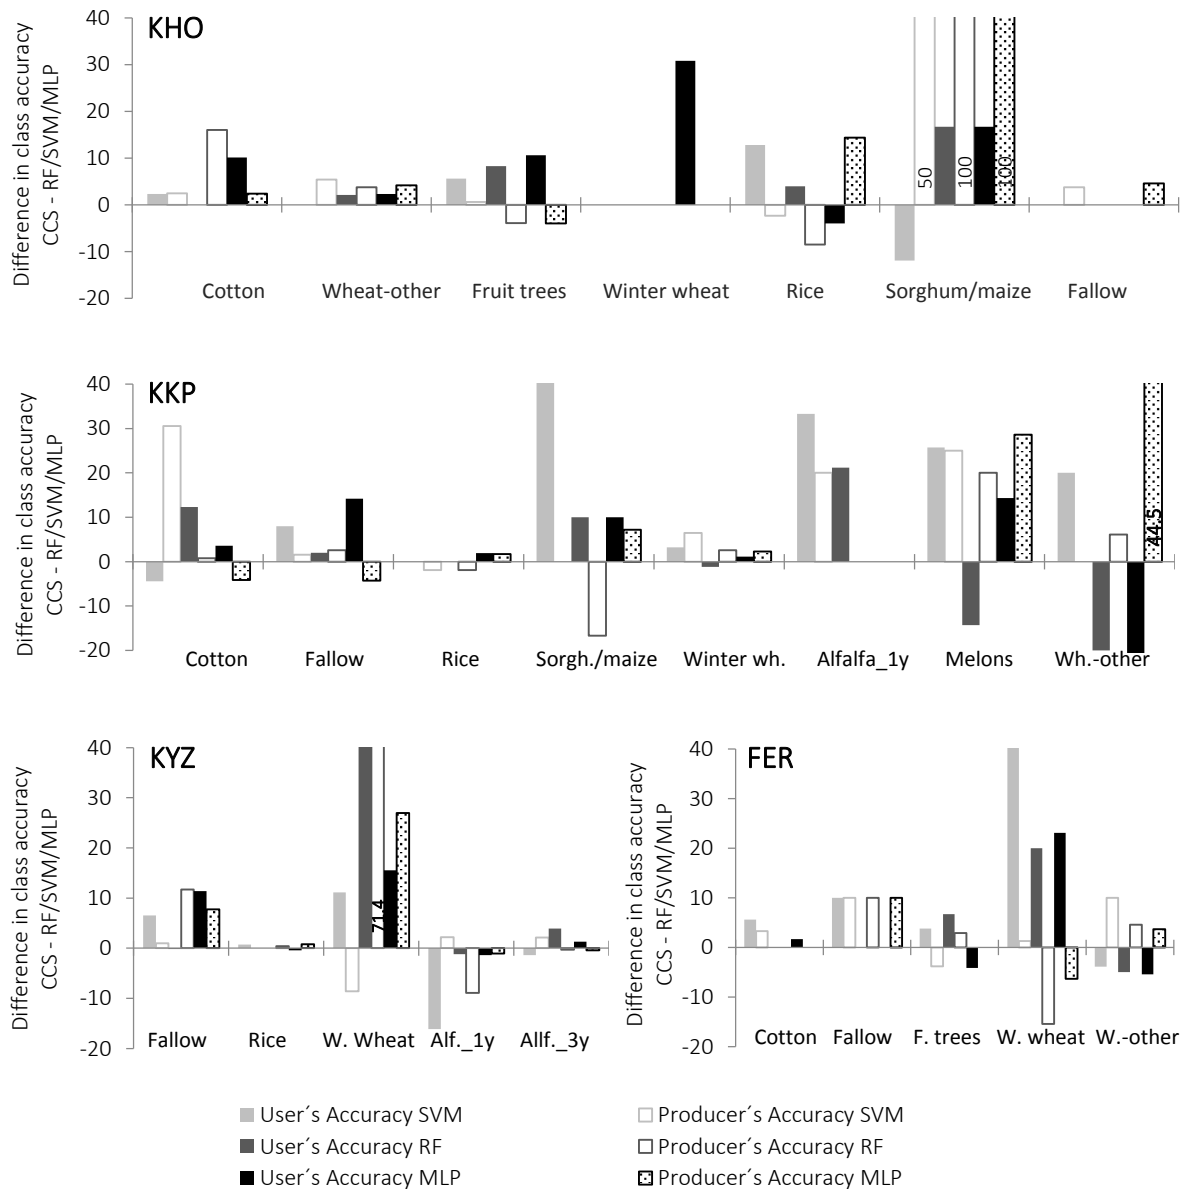 KHO
Difference in class accuracy
CCS - RF/SVM/MLP
40
30
20
10
0
-10
-20
50
100
100
Cotton Wheat-other Fruit trees Winter wheat Rice Sorghum/maize Fallow
KKP
Difference in class accuracy
CCS - RF/SVM/MLP
40
30
20
10
0
-10
-20
44.5
Cotton Fallow Rice Sorgh./maize Winter wh. Alfalfa_1y Melons Wh.-other
KYZ
Difference in class accuracy
CCS - RF/SVM/MLP
40
30
20
10
0
-10
-20
71.4
Fallow Rice W. Wheat Alf._1y Allf._3y
FER
Difference in class accuracy
CCS - RF/SVM/MLP
40
30
20
10
0
-10
-20
Cotton Fallow F. trees W. wheat W.-other
User´s Accuracy SVM Producer´s Accuracy SVM
User´s Accuracy RF Producer´s Accuracy RF
User´s Accuracy MLP Producer´s Accuracy MLP